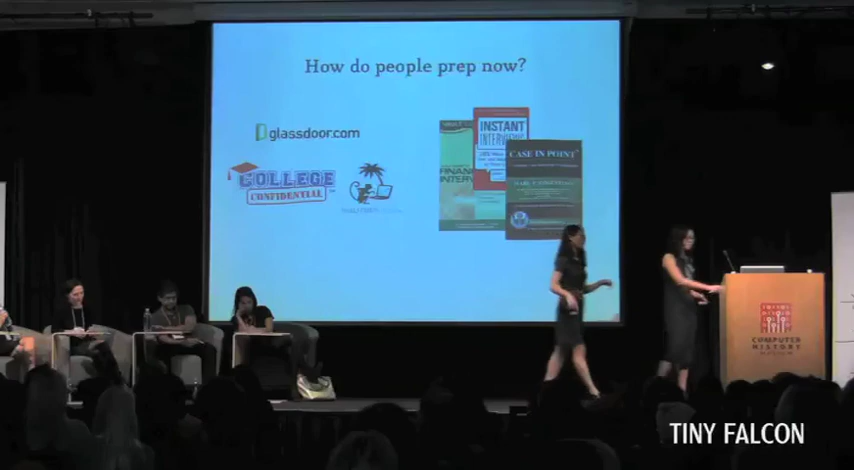 How do people prep now?
glassdoor.com
COLLEGE
CONFIDENTIAL
INSTANT
INTERVIEWS
CASE IN POINT
COMPUTER
HISTORY
MUSEUM
TINY FALCON